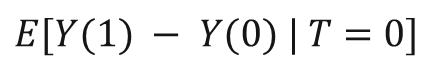 E[Y(1) − Y(0) | T = 0]